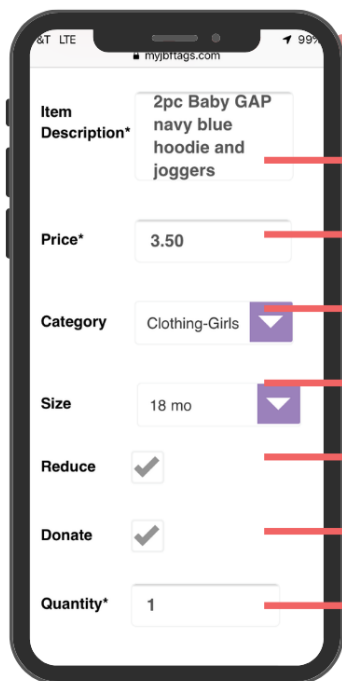 &T LTE 99%
myjbftags.com
Item
Description*
2pc Baby GAP
navy blue
hoodie and
joggers
Price* 3.50
Category Clothing-Girls
Size 18 mo
Reduce
Donate
Quantity* 1